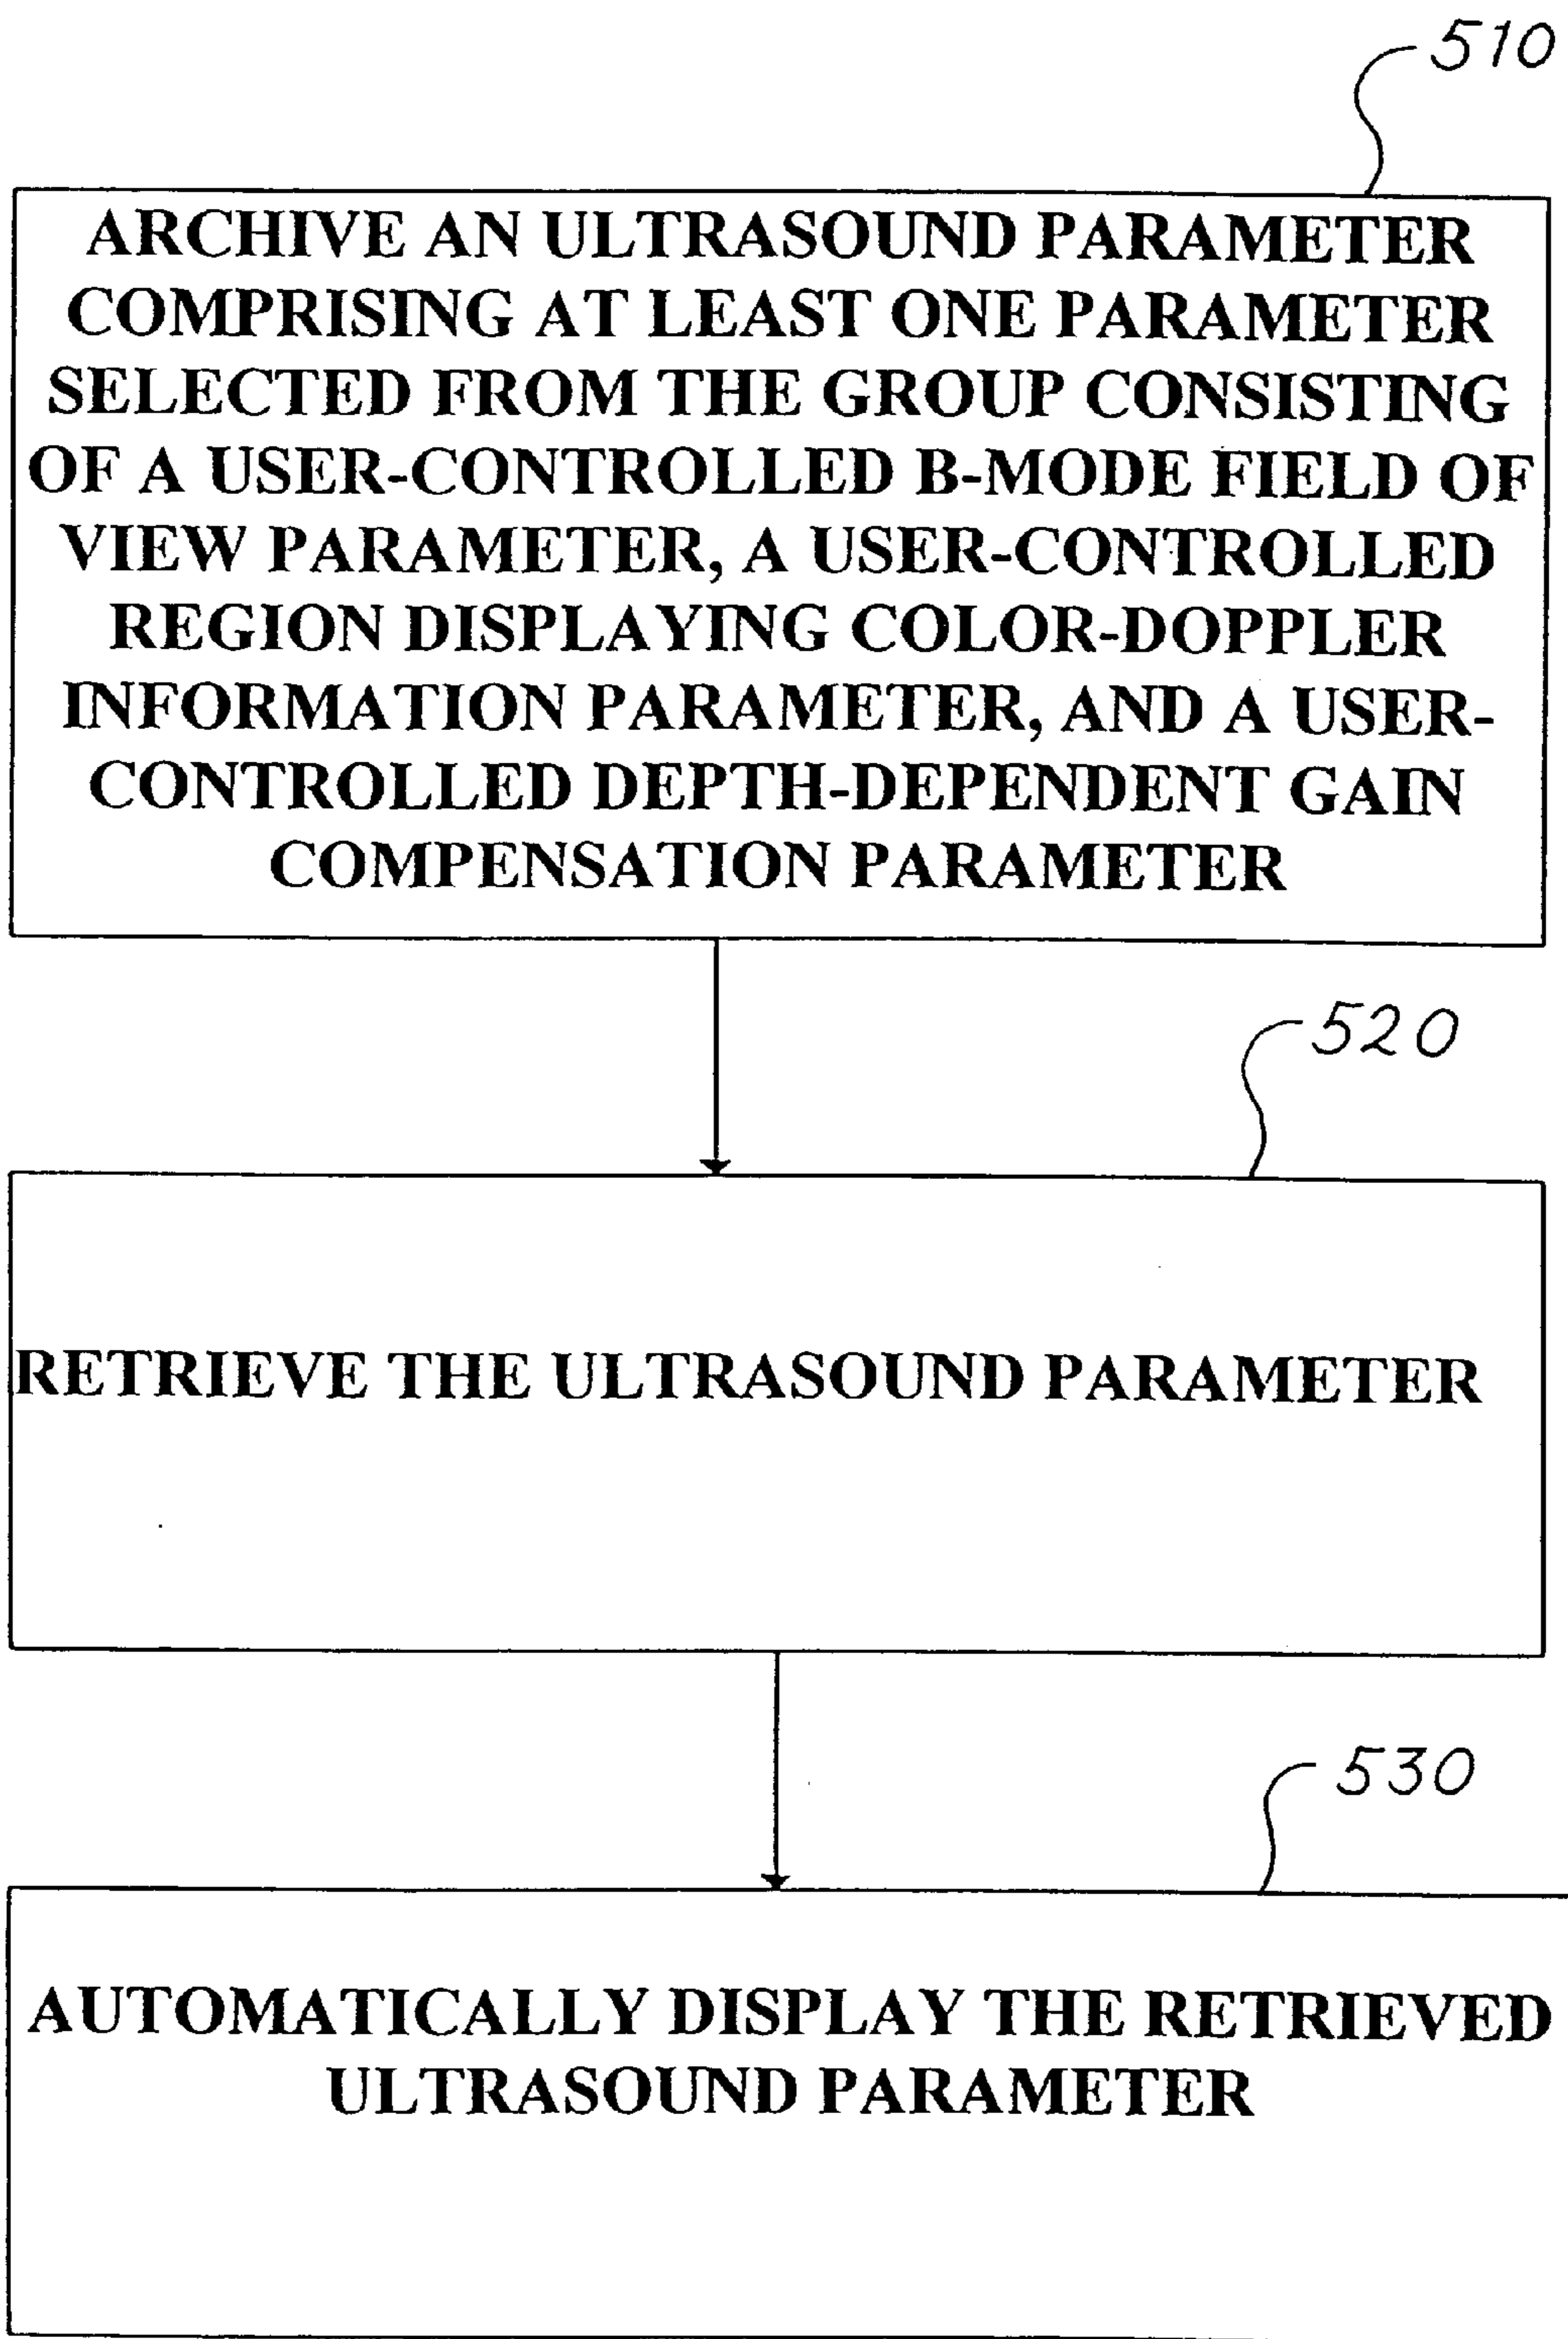 510
ARCHIVE AN ULTRASOUND PARAMETER
COMPRISING AT LEAST ONE PARAMETER
SELECTED FROM THE GROUP CONSISTING
OF A USER-CONTROLLED B-MODE FIELD OF
VIEW PARAMETER, A USER-CONTROLLED
REGION DISPLAYING COLOR-DOPPLER
INFORMATION PARAMETER, AND A USER-
CONTROLLED DEPTH-DEPENDENT GAIN
COMPENSATION PARAMETER
520
RETRIEVE THE ULTRASOUND PARAMETER
530
AUTOMATICALLY DISPLAY THE RETRIEVED
ULTRASOUND PARAMETER